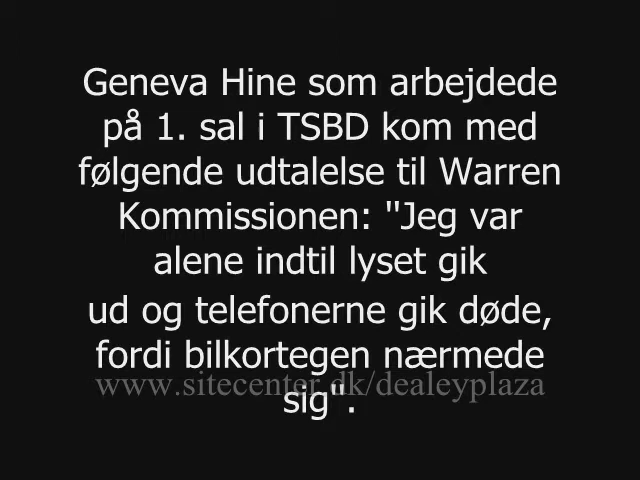 Geneva Hine som arbejdede
på 1. sal i TSBD kom med
følgende udtalelse til Warren
Kommissionen: "Jeg var
alene indtil lyset gik
ud og telefonerne gik døde,
fordi bilkortegen nærmede
www.sitecenter.dk/dealeyplaza
sig".